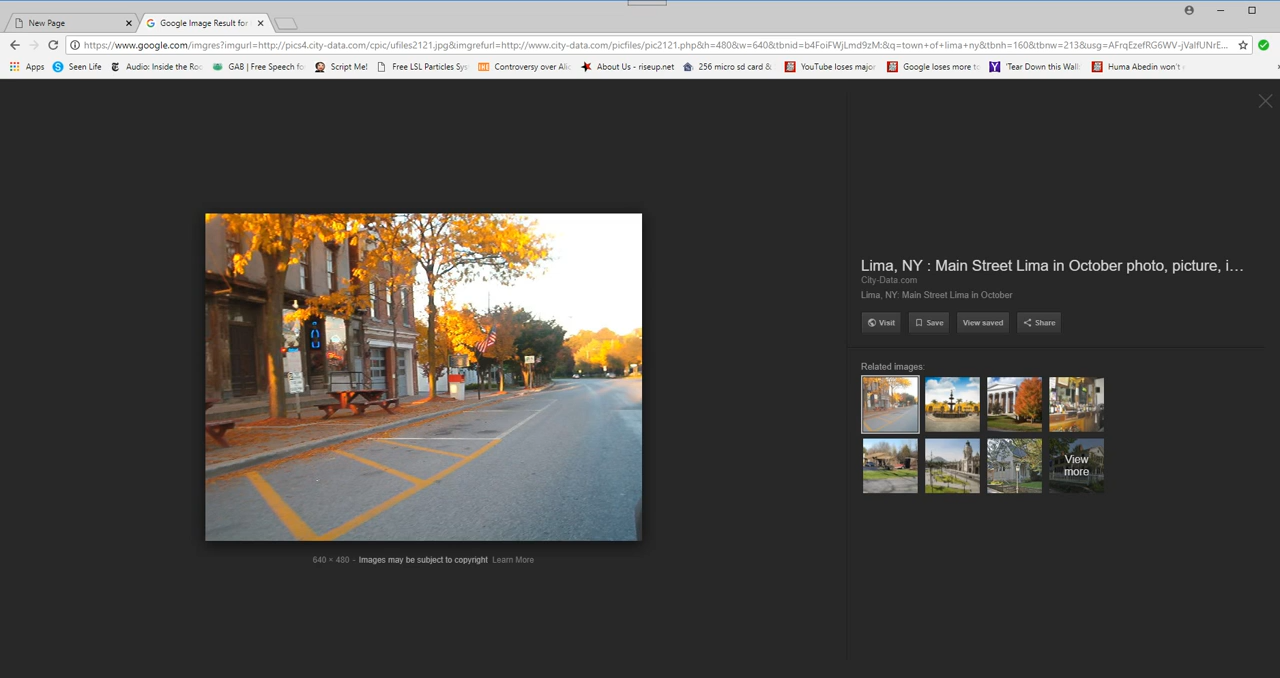 New Page
Google Image Result for
https://www.google.com/imgres?imgurl=http://pics4.city-data.com/cpic/ufiles2121.jpg&imgrefurl=http://www.city-data.com/picfiles/pic2121.php&h=480&w=640&tbnid=b4FoiFWjLmd9zM:&q=town+of+lima+ny&tbnh=160&tbnw=213&usg=AFrqEzefRG6WV-jValfUNrE...
Apps Seen Life Audio: Inside the Roc GAB | Free Speech for Script Me! Free LSL Particles Sys Controversy over Alic About Us - riseup.net 256 micro sd card & YouTube loses major Google loses more to 'Tear Down this Wall Huma Abedin won't
Lima, NY : Main Street Lima in October photo, picture, i...
City-Data.com
Lima, NY: Main Street Lima in October
Visit Save View saved Share
Related images:
View
more
640 × 480 - Images may be subject to copyright Learn More